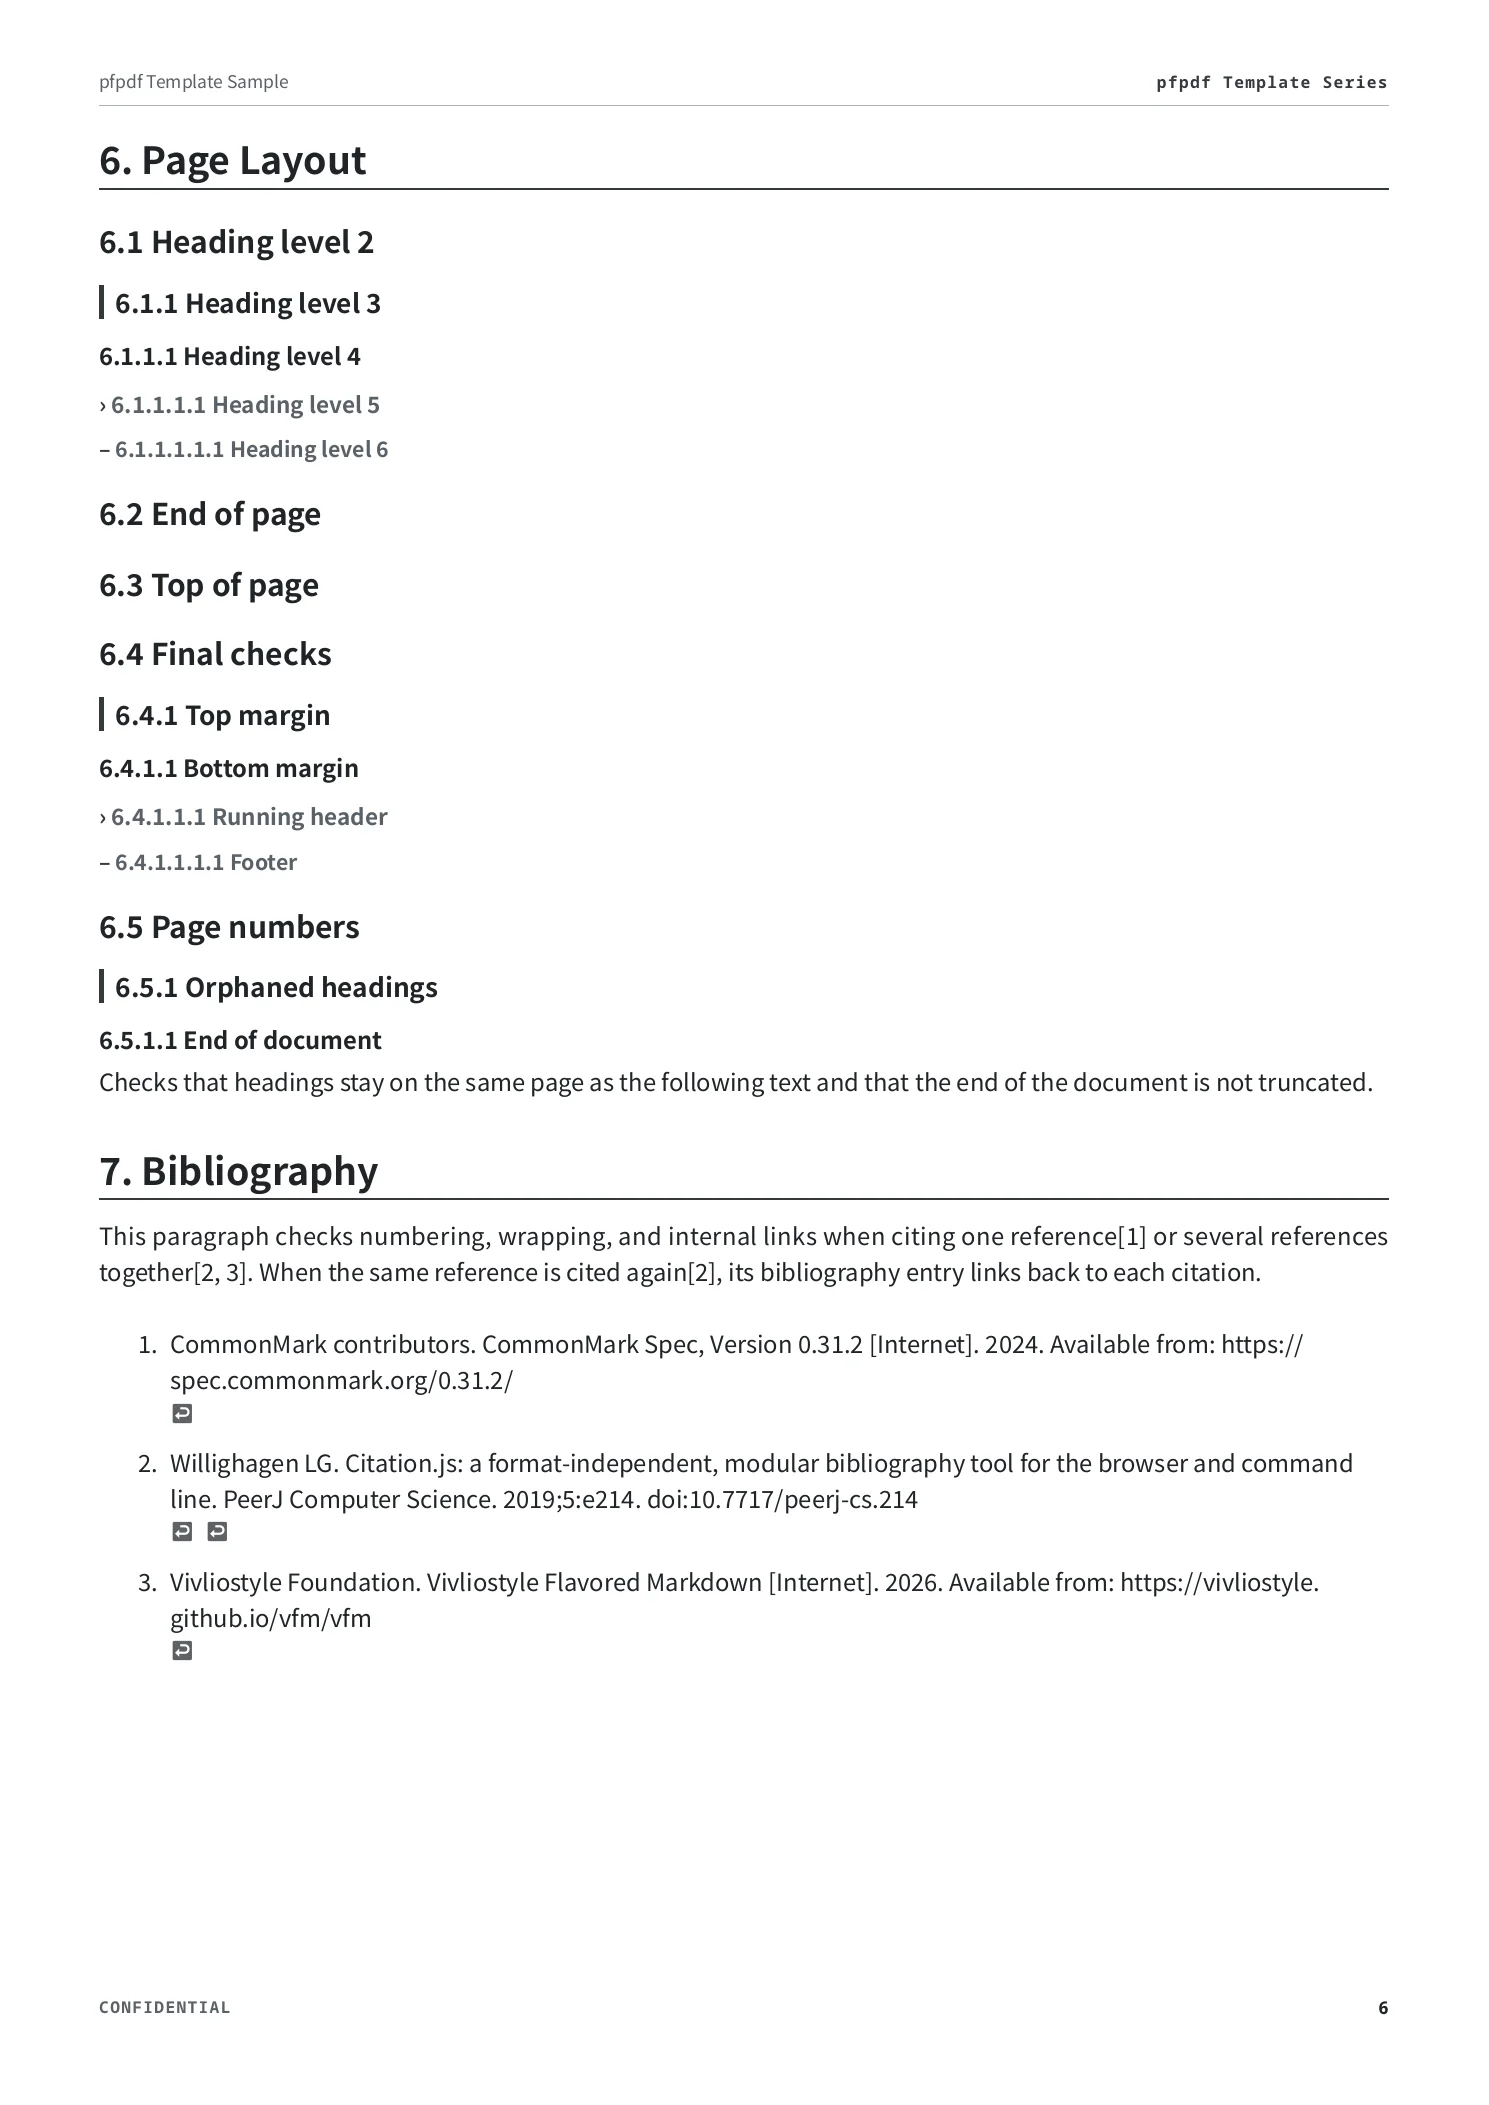 pfpdf Template Sample
pfpdf Template Series
6. Page Layout
6.1 Heading level 2
6.1.1 Heading level 3
6.1.1.1 Heading level 4
› 6.1.1.1.1 Heading level 5
– 6.1.1.1.1.1 Heading level 6
6.2 End of page
6.3 Top of page
6.4 Final checks
6.4.1 Top margin
6.4.1.1 Bottom margin
› 6.4.1.1.1 Running header
– 6.4.1.1.1.1 Footer
6.5 Page numbers
6.5.1 Orphaned headings
6.5.1.1 End of document
Checks that headings stay on the same page as the following text and that the end of the document is not truncated.
7. Bibliography
This paragraph checks numbering, wrapping, and internal links when citing one reference[1] or several references
together[2, 3]. When the same reference is cited again[2], its bibliography entry links back to each citation.
1. CommonMark contributors. CommonMark Spec, Version 0.31.2 [Internet]. 2024. Available from: https://
spec.commonmark.org/0.31.2/
↩
2. Willighagen LG. Citation.js: a format-independent, modular bibliography tool for the browser and command
line. PeerJ Computer Science. 2019;5:e214. doi:10.7717/peerj-cs.214
↩ ↩
3. Vivliostyle Foundation. Vivliostyle Flavored Markdown [Internet]. 2026. Available from: https://vivliostyle.
github.io/vfm/vfm
↩
CONFIDENTIAL
6